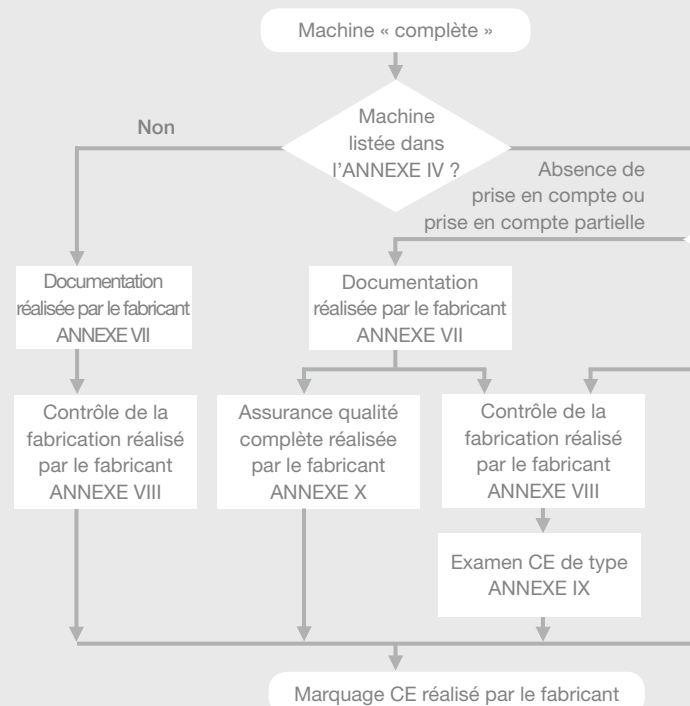 Machine « complète »
Machine
listée dans
l'ANNEXE IV ?
Non
Absence de
prise en compte ou
prise en compte partielle
Documentation
réalisée par le fabricant
ANNEXE VII
Documentation
réalisée par le fabricant
ANNEXE VII
Contrôle de la
fabrication réalisé
par le fabricant
ANNEXE VIII
Assurance qualité
complète réalisée
par le fabricant
ANNEXE X
Contrôle de la
fabrication réalisé
par le fabricant
ANNEXE VIII
Examen CE de type
ANNEXE IX
Marquage CE réalisé par le fabricant